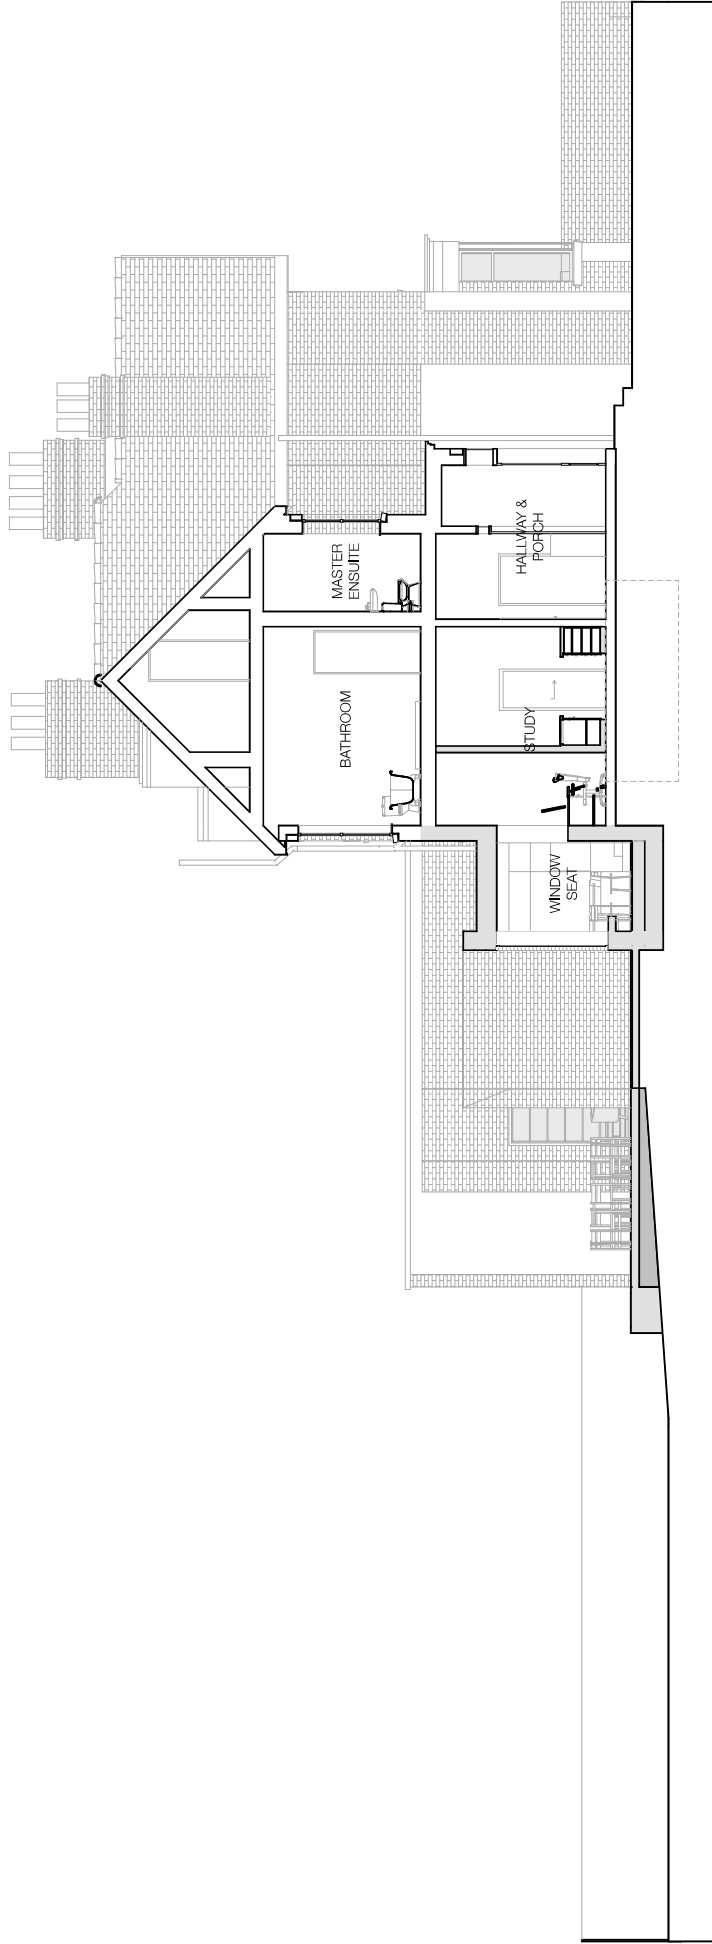 MASTER
ENSUITE
HALLWAY &
PORCH
BATHROOM
STUDY
WINDOW
SEAT